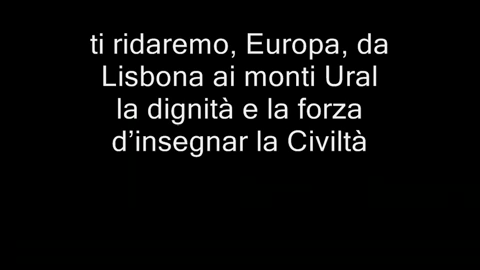 ti ridaremo, Europa, da
Lisbona ai monti Ural
la dignità e la forza
d’insegnar la Civiltà